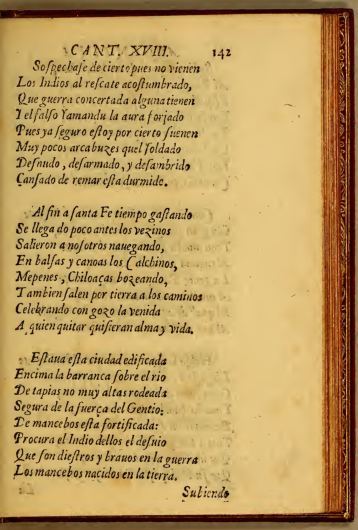 CANT. XVIII. 142
Sospechase de cierto pues no vienen
Los Indios al rescate acostumbrado,
Que guerra concertada alguna tienen
Y el falso Yamandu la aura forjado
Pues ya seguro estoy por cierto suenen
Muy pocos arcabuzes quel soldado
Desnudo, desarmado, y desambrido
Cansado de remar esta durmido.
Al fin a santa Fe tiempo gastando
Se llega do poco antes los vezinos
Salieron a nosotros nauegando,
En balsas y canoas los Calchinos,
Mepenes, Chiloaças bozeando,
Tambien salen por tierra a los caminos
Celebrando con gozo la venida
A quien quitar quisieran alma y vida.
Estaua esta ciudad edificada
Encima la barranca sobre el rio
De tapias no muy altas rodeada
Segura de la fuerça del Gentio:
De mancebos esta fortificada:
Procura el Indio dellos el desuio
Que son diestros y brauos en la guerra
Los mancebos nacidos en la tierra.
Subiendo